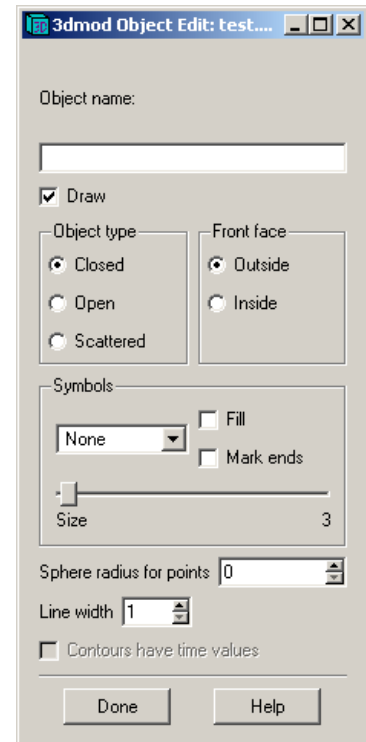 3dmod Object Edit: test....
Object name:
Draw
Object type
Closed
Open
Scattered
Front face
Outside
Inside
Symbols
None
Fill
Mark ends
Size 3
Sphere radius for points 0
Line width 1
Contours have time values
Done Help